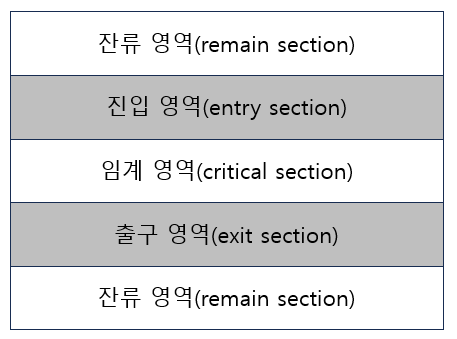 잔류 영역(remain section)
진입 영역(entry section)
임계 영역(critical section)
출구 영역(exit section)
잔류 영역(remain section)